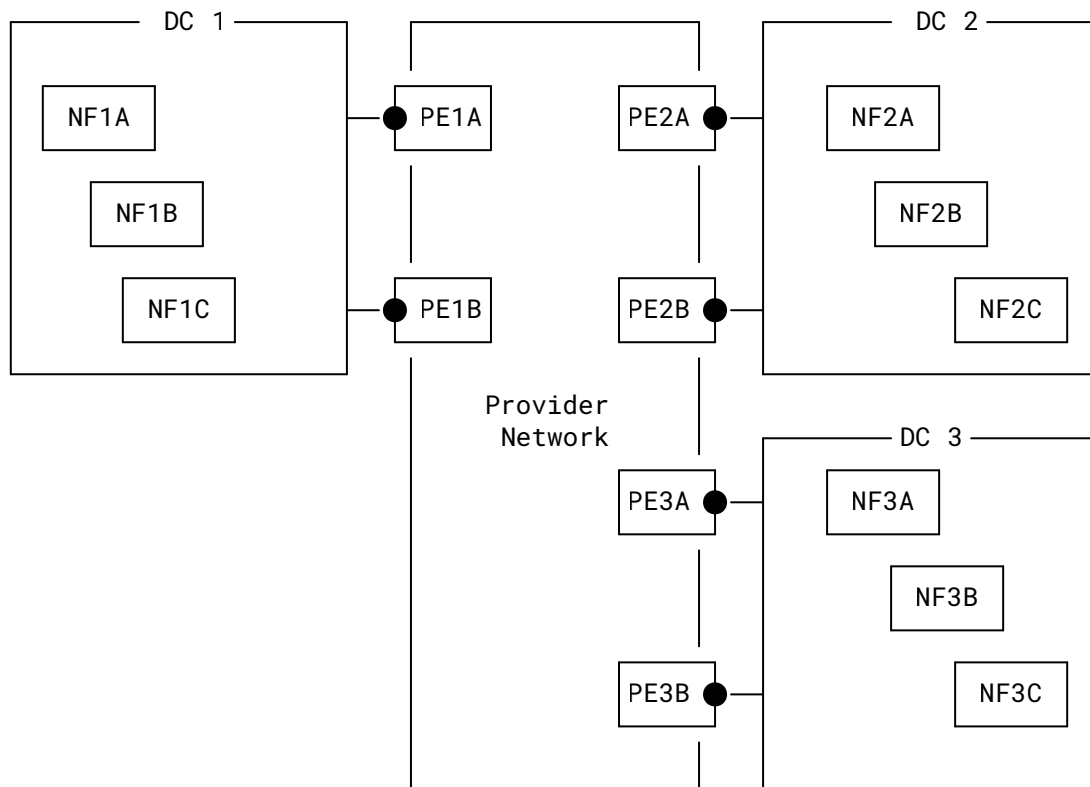 DC 1
DC 2
NF1A
PE1A
PE2A
NF2A
NF1B
NF2B
NF1C
PE1B
PE2B
NF2C
Provider
Network
DC 3
PE3A
NF3A
NF3B
PE3B
NF3C